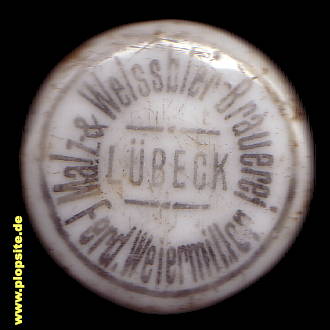 Malz & Weissbier-Brauerei
LÜBECK
Ferd. Weiermüller
www.plopsite.de